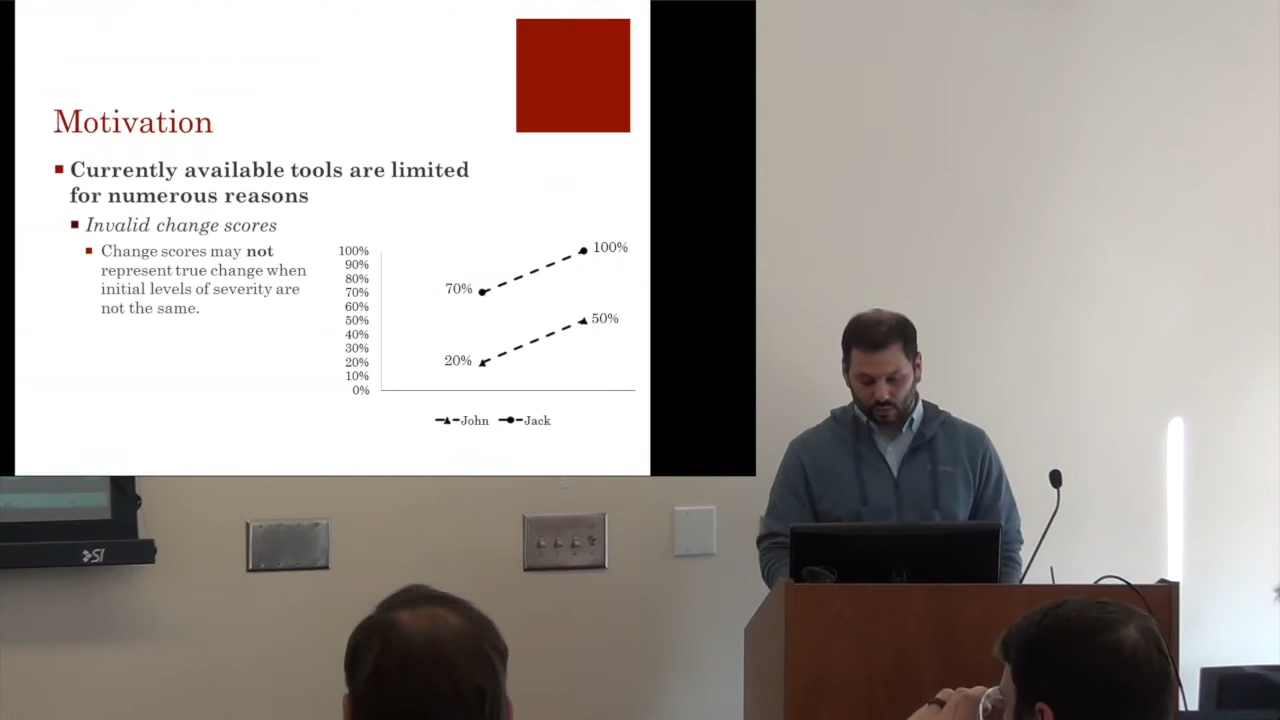 Motivation
Currently available tools are limited
for numerous reasons
Invalid change scores
Change scores may not
represent true change when
initial levels of severity are
not the same.
100%
90%
80%
70%
60%
50%
40%
30%
20%
10%
0%
70%
100%
20%
50%
John
Jack
SI